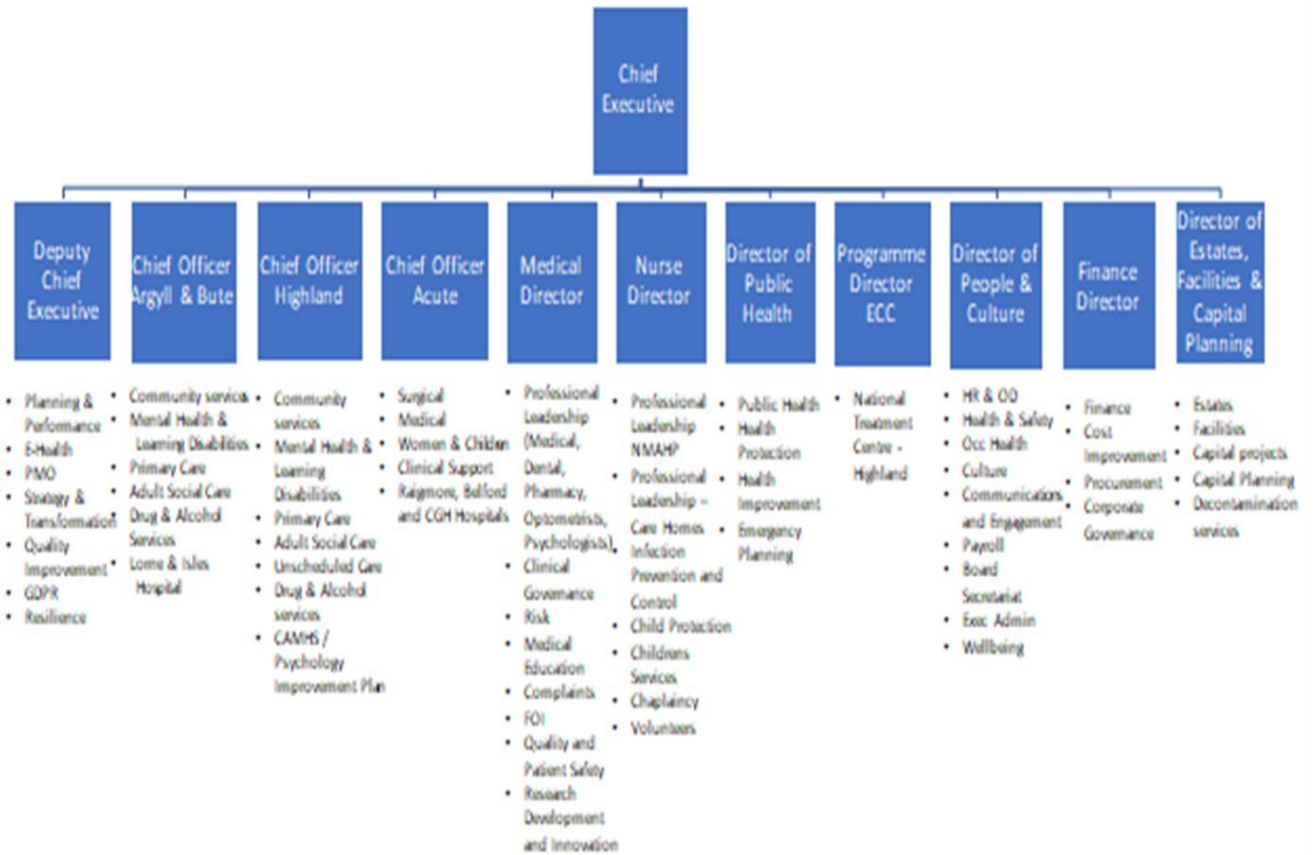 Chief
Executive
Deputy
Chief
Executive
• Planning &
Performance
• E-Health
• PMO
• Strategy &
Transformation
• Quality
Improvement
• GDPR
• Resilience
Chief Officer
Argyll & Bute
• Community services
• Mental Health &
Learning Disabilities
• Primary Care
• Adult Social Care
• Drug & Alcohol
Services
• Lorne & Isles
Hospital
Chief Officer
Highland
• Community
services
• Mental Health &
Learning
Disabilities
• Primary Care
• Adult Social Care
• Unscheduled Care
• Drug & Alcohol
services
• CAMHS /
Psychology
Improvement Plan
Chief Officer
Acute
• Surgical
• Medical
• Women & Children
• Clinical Support
• Raigmore, Belford
and CGH Hospitals
Medical
Director
• Professional
Leadership
(Medical,
Dental,
Pharmacy,
Optometrists,
Psychologists)
• Clinical
Governance
• Risk
• Medical
Education
• Complaints
• FOI
• Quality and
Patient Safety
• Research
Development
and Innovation
Nurse
Director
• Professional
Leadership
NMAHP
• Professional
Leadership –
Care Homes
• Infection
Prevention and
Control
• Child Protection
• Childrens
Services
• Chaplaincy
• Volunteers
Director of
Public
Health
• Public Health
• Health
Protection
• Health
Improvement
• Emergency
Planning
Programme
Director
ECC
• National
Treatment
Centre -
Highland
Director of
People &
Culture
• HR & OD
• Health & Safety
• Occ Health
• Culture
• Communications
and Engagement
• Payroll
• Board
Secretariat
• Exec Admin
• Wellbeing
Finance
Director
• Finance
• Cost
Improvement
• Procurement
• Corporate
Governance
Director of
Estates,
Facilities &
Capital
Planning
• Estates
• Facilities
• Capital projects
• Capital Planning
• Decontamination
services